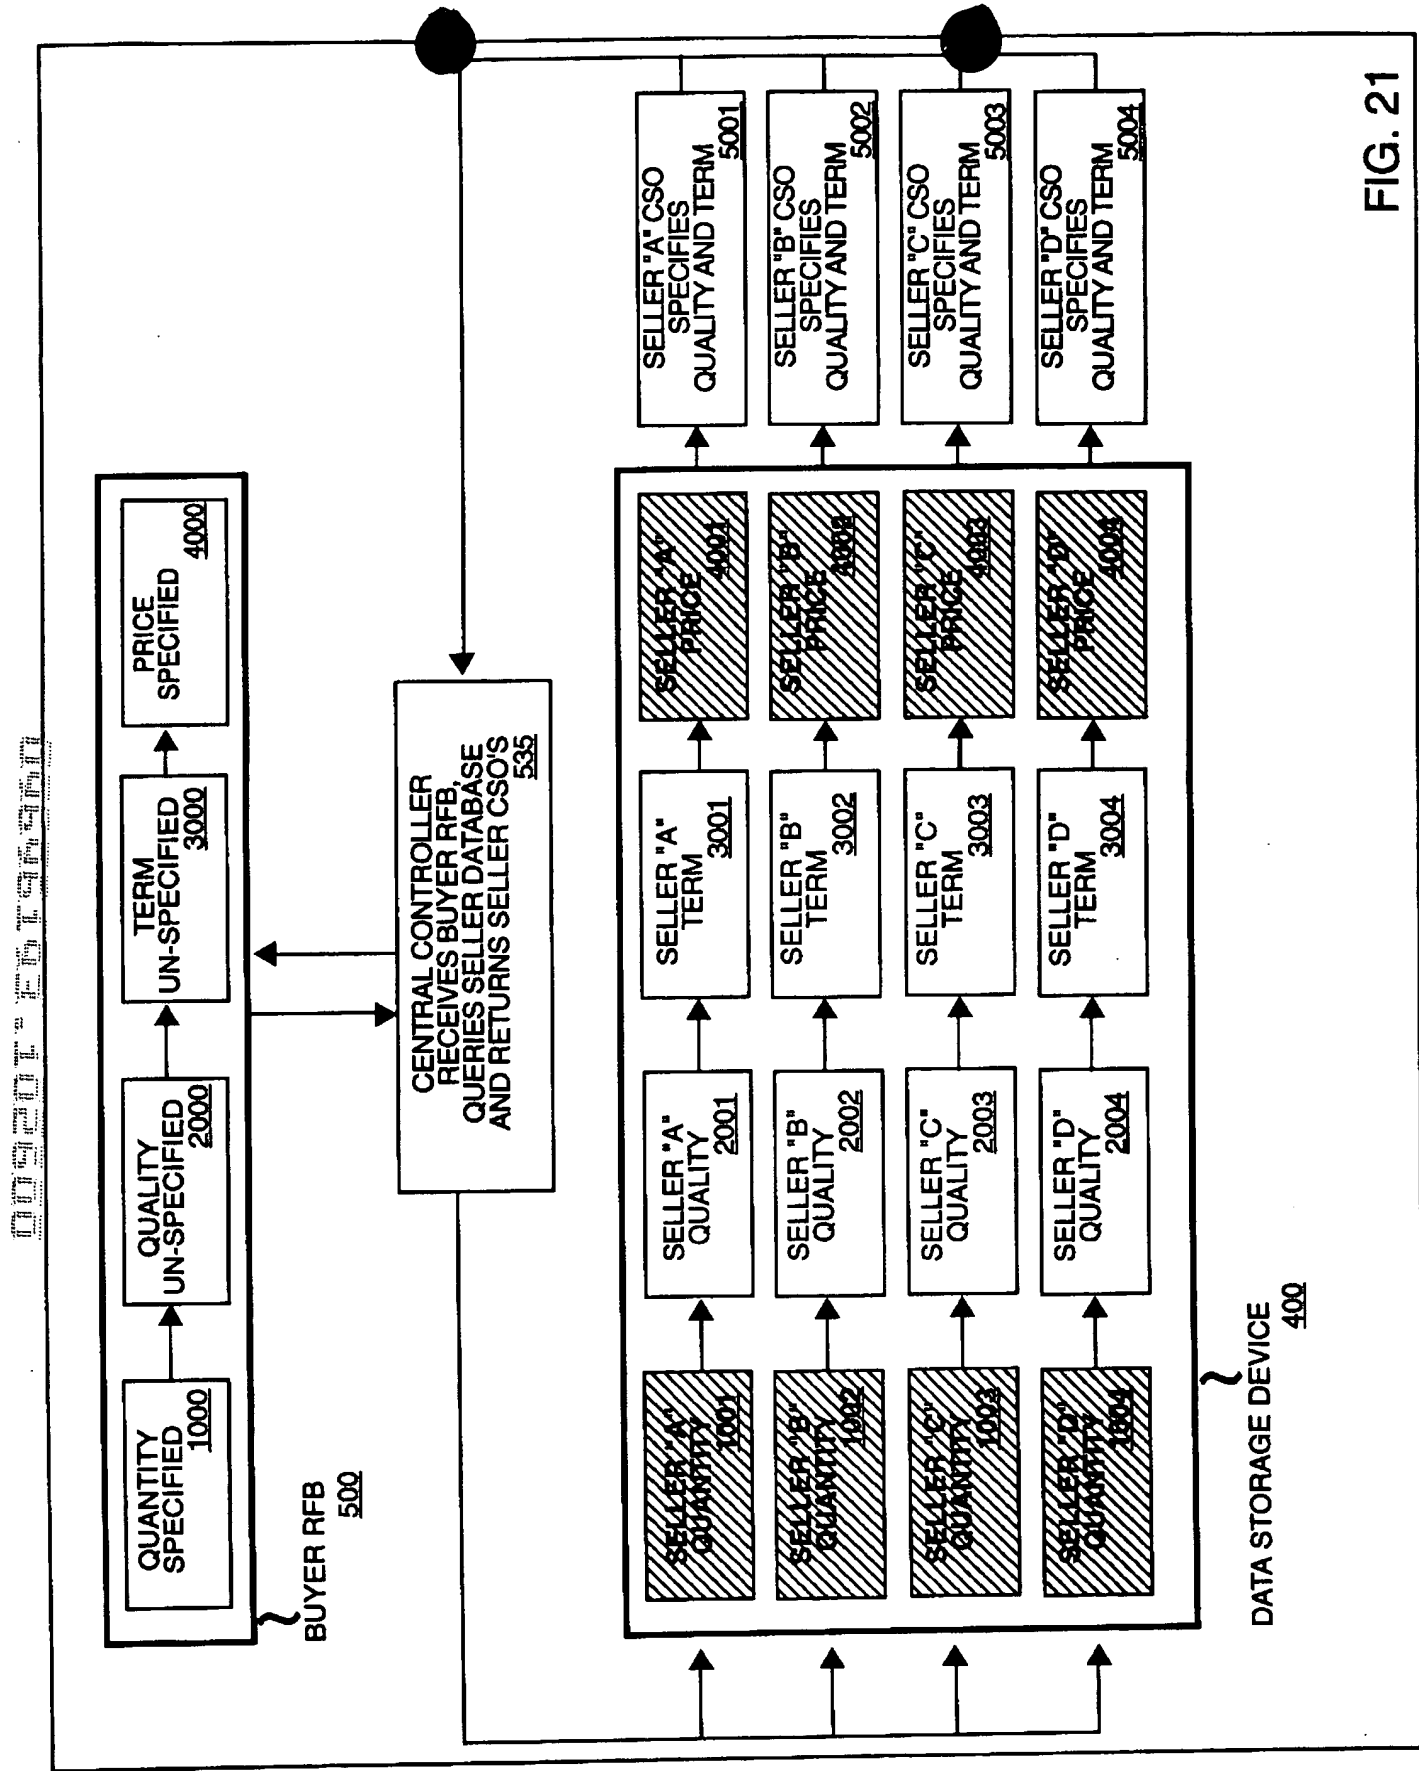 QUANTITY
SPECIFIED
1000
QUALITY
UN-SPECIFIED
2000
TERM
UN-SPECIFIED
3000
PRICE
SPECIFIED
4000
BUYER RFB
500
CENTRAL CONTROLLER
RECEIVES BUYER RFB,
QUERIES SELLER DATABASE
AND RETURNS SELLER CSO'S
535
SELLER "A"
QUANTITY
1001
SELLER "A"
QUALITY
2001
SELLER "A"
TERM
3001
SELLER "A"
PRICE
4001
SELLER "A" CSO
SPECIFIES
QUALITY AND TERM
5001
SELLER "B"
QUANTITY
1002
SELLER "B"
QUALITY
2002
SELLER "B"
TERM
3002
SELLER "B"
PRICE
4002
SELLER "B" CSO
SPECIFIES
QUALITY AND TERM
5002
SELLER "C"
QUANTITY
1003
SELLER "C"
QUALITY
2003
SELLER "C"
TERM
3003
SELLER "C"
PRICE
4003
SELLER "C" CSO
SPECIFIES
QUALITY AND TERM
5003
SELLER "D"
QUANTITY
1004
SELLER "D"
QUALITY
2004
SELLER "D"
TERM
3004
SELLER "D"
PRICE
4004
SELLER "D" CSO
SPECIFIES
QUALITY AND TERM
5004
DATA STORAGE DEVICE
400
FIG. 21